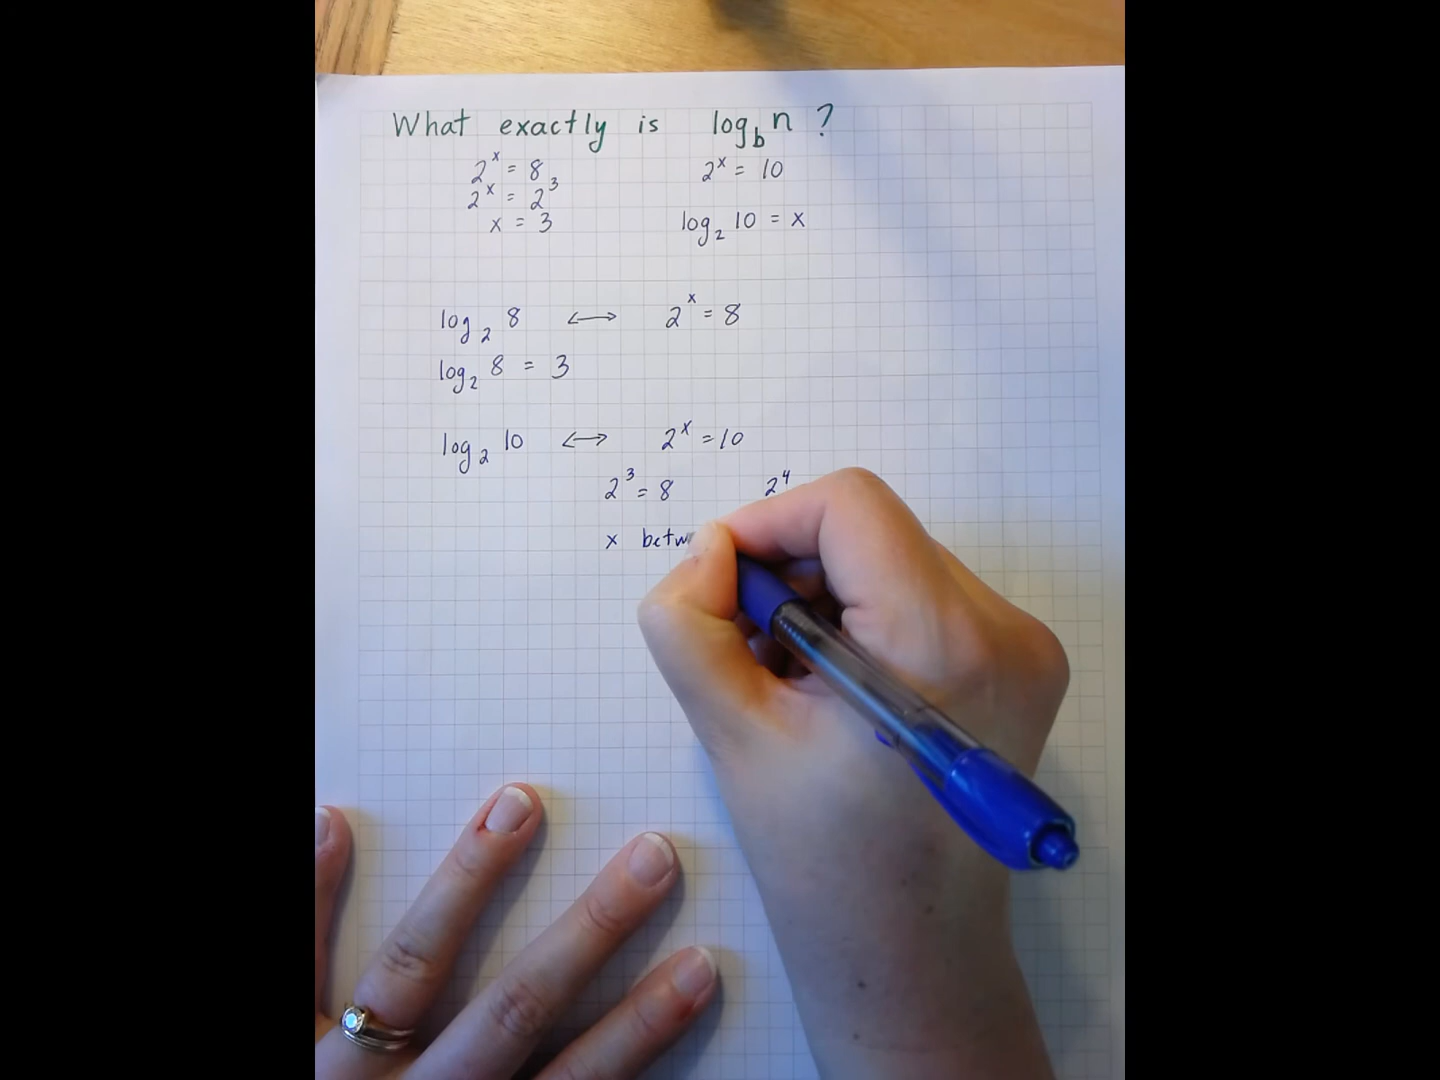 What exactly is log_b n ?
2^x = 8    2^x = 10
2^x = 2^3
x = 3    log_2 10 = x
log_2 8 ⟷ 2^x = 8
log_2 8 = 3
log_2 10 ⟷ 2^x = 10
2^3 = 8    2^4
x